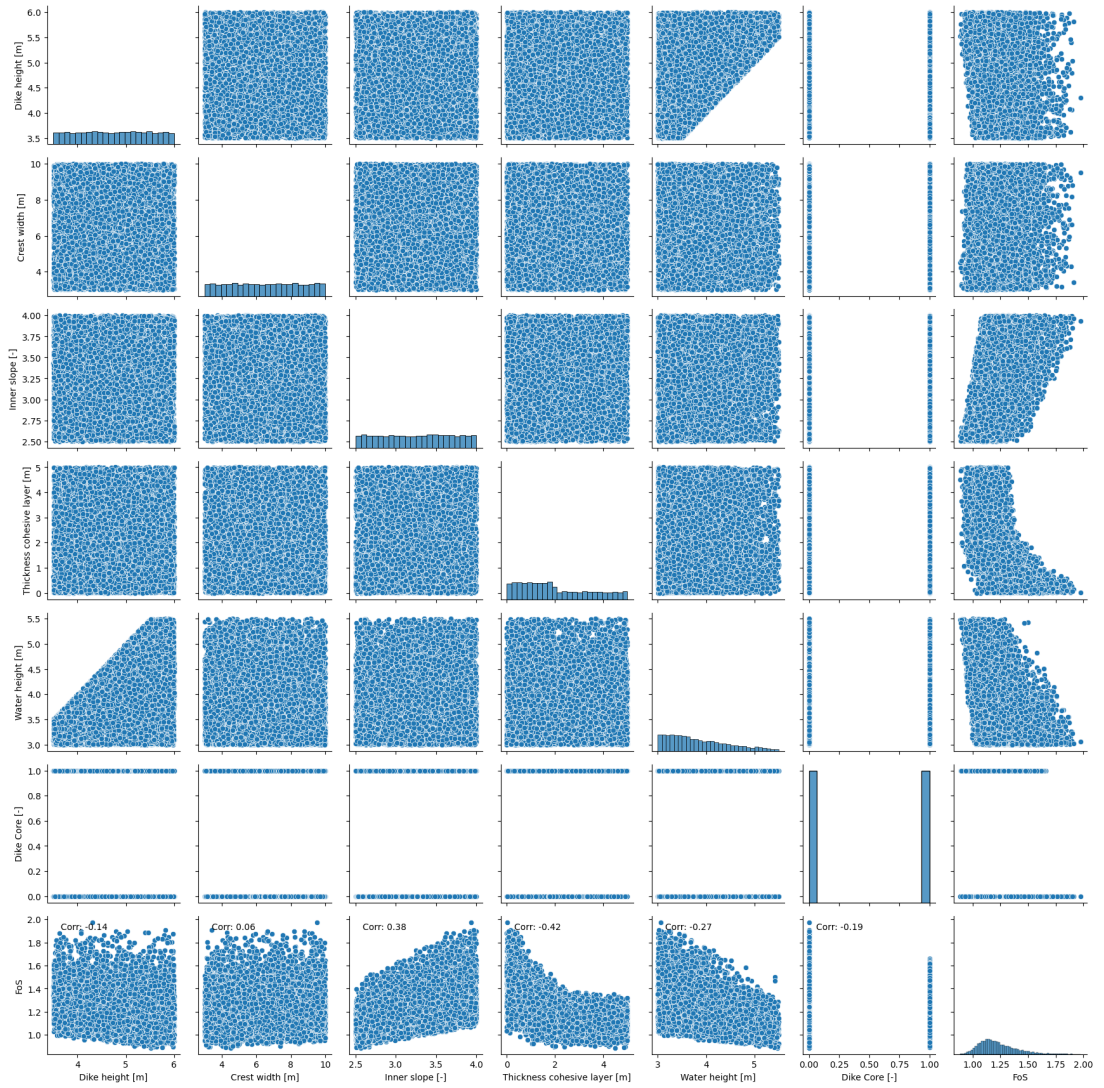 Dike height [m]
6.0
5.5
5.0
4.5
4.0
3.5
Crest width [m]
10
8
6
4
Inner slope [-]
4.00
3.75
3.50
3.25
3.00
2.75
2.50
Thickness cohesive layer [m]
5
4
3
2
1
0
Water height [m]
5.5
5.0
4.5
4.0
3.5
3.0
Dike Core [-]
1.0
0.8
0.6
0.4
0.2
0.0
FoS
2.0
1.8
1.6
1.4
1.2
1.0
Corr: -0.14
Corr: 0.06
Corr: 0.38
Corr: -0.42
Corr: -0.27
Corr: -0.19
4 5 6
4 6 8 10
2.5 3.0 3.5 4.0
0 2 4
3 4 5
0.00 0.25 0.50 0.75 1.00
1.00 1.25 1.50 1.75 2.00
Dike height [m]
Crest width [m]
Inner slope [-]
Thickness cohesive layer [m]
Water height [m]
Dike Core [-]
FoS